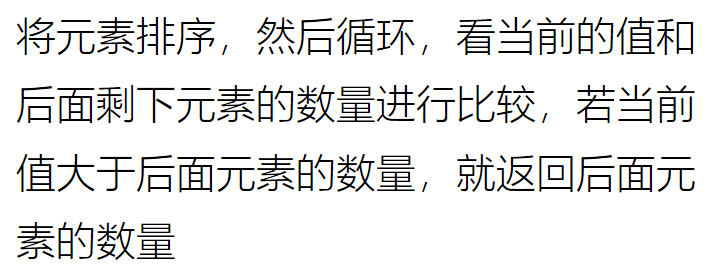 将元素排序，然后循环，看当前的值和
后面剩下元素的数量进行比较，若当前
值大于后面元素的数量，就返回后面元
素的数量